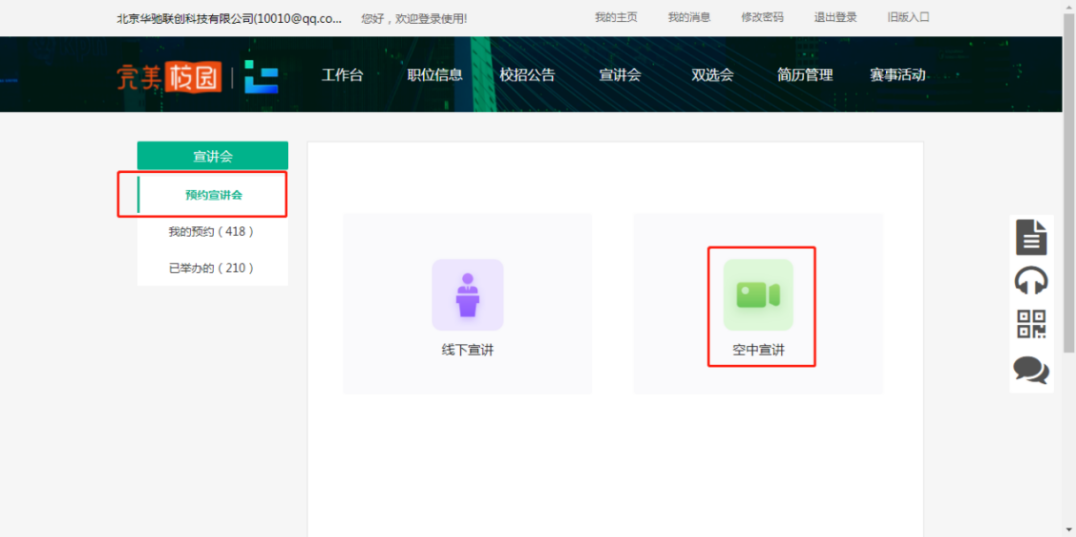 北京华驰联创科技有限公司(10010@qq.co... 您好，欢迎登录使用! 我的主页 我的消息 修改密码 退出登录 旧版入口
完美校园 工作台 职位信息 校招公告 宣讲会 双选会 简历管理 赛事活动
宣讲会
预约宣讲会
我的预约（418）
已举办的（210）
线下宣讲 空中宣讲